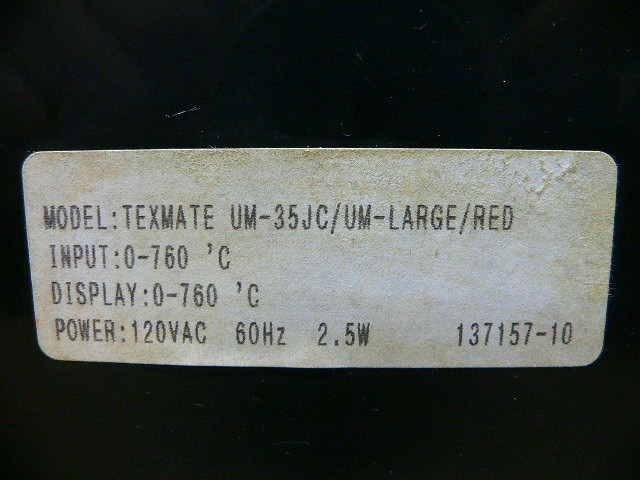 MODEL:TEXMATE UM-35JC/UM-LARGE/RED
INPUT:0-760 'C
DISPLAY:0-760 'C
POWER:120VAC 60Hz 2.5W 137157-10